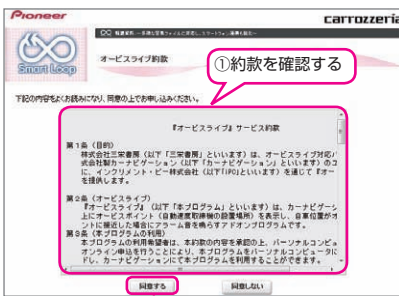 Pioneer
carrozzeria
Smart Loop
オービスライブ約款
①約款を確認する
下記の内容をよくお読みになり、同意の上でお申し込みください。
『オービスライブ』サービス約款
第1条（目的）
株式会社三栄書房（以下「三栄書房」といいます）は、オービスライブ対応パ
式会社製カーナビゲーション（以下「カーナビゲーション」といいます）のユ
に、インクリメント・ピー株式会社（以下「IPC」といいます）を通じて『オー
を提供します。
第2条（オービスライブ）
『オービスライブ』（以下「本プログラム」といいます）は、カーナビゲーシ
上にオービスポイント（自動速度取締機の設置場所）を表示し、自車位置がオ
ントに接近した場合にアラーム音を鳴らすアドオンプログラムです。
第3条（本プログラムの利用）
本プログラムの利用希望者は、本約款の内容を承認の上、パーソナルコンピュ
オンライン申込を行うことにより、本プログラムをパーソナルコンピュータに
ドし、カーナビゲーションにて本プログラムを利用することができます。
同意する
同意しない